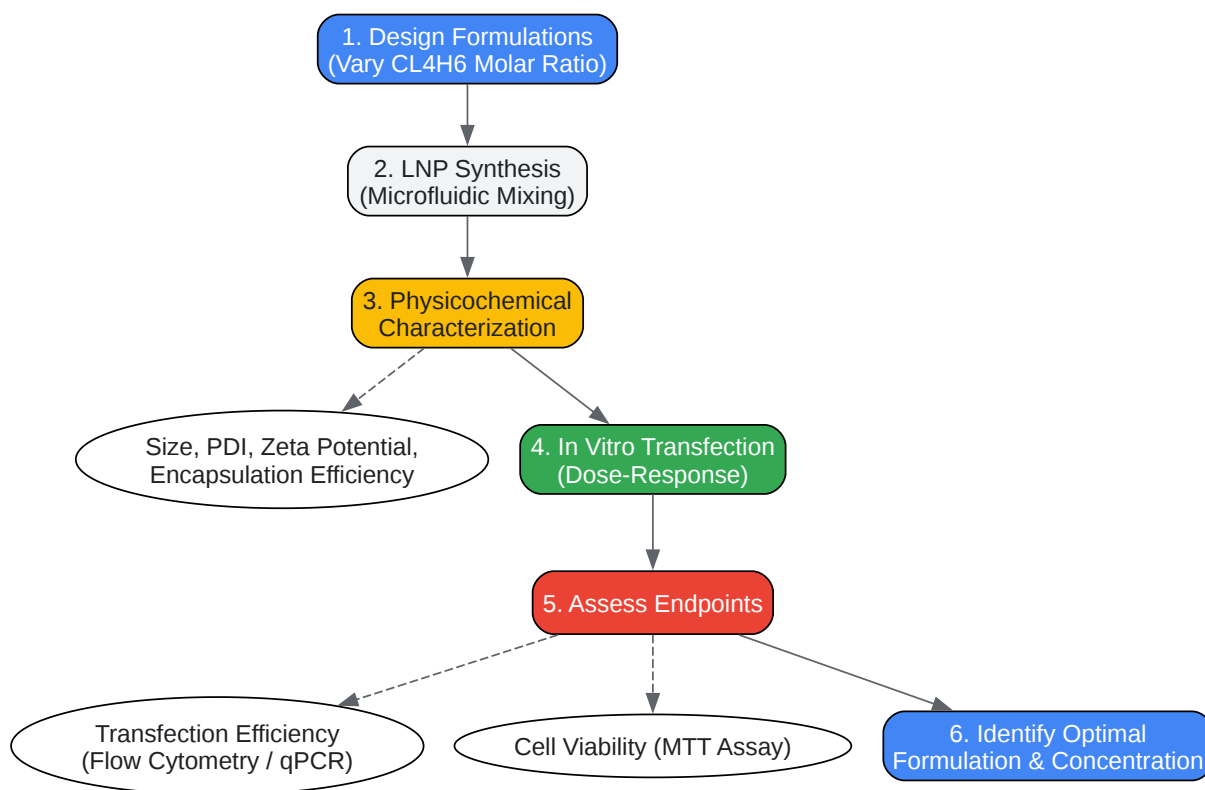 1. Design Formulations
(Vary CL4H6 Molar Ratio)
2. LNP Synthesis
(Microfluidic Mixing)
3. Physicochemical
Characterization
Size, PDI, Zeta Potential,
Encapsulation Efficiency
4. In Vitro Transfection
(Dose-Response)
5. Assess Endpoints
Transfection Efficiency
(Flow Cytometry / qPCR)
Cell Viability (MTT Assay)
6. Identify Optimal
Formulation & Concentration